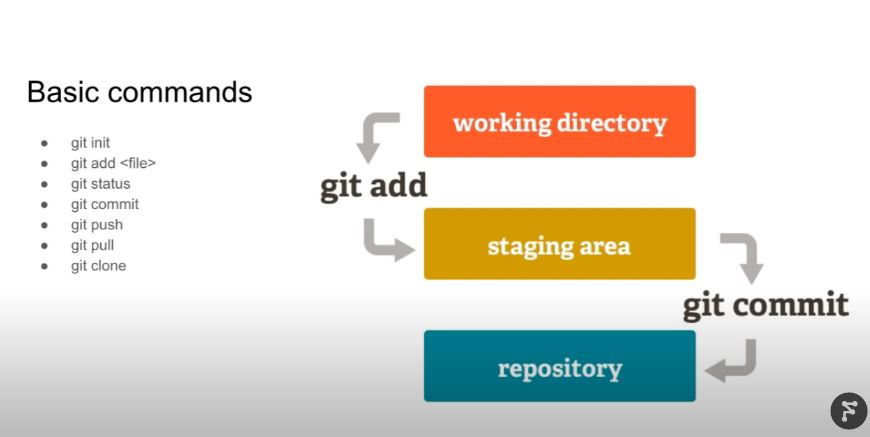 Basic commands
git init
git add <file>
git status
git commit
git push
git pull
git clone
working directory
git add
staging area
git commit
repository